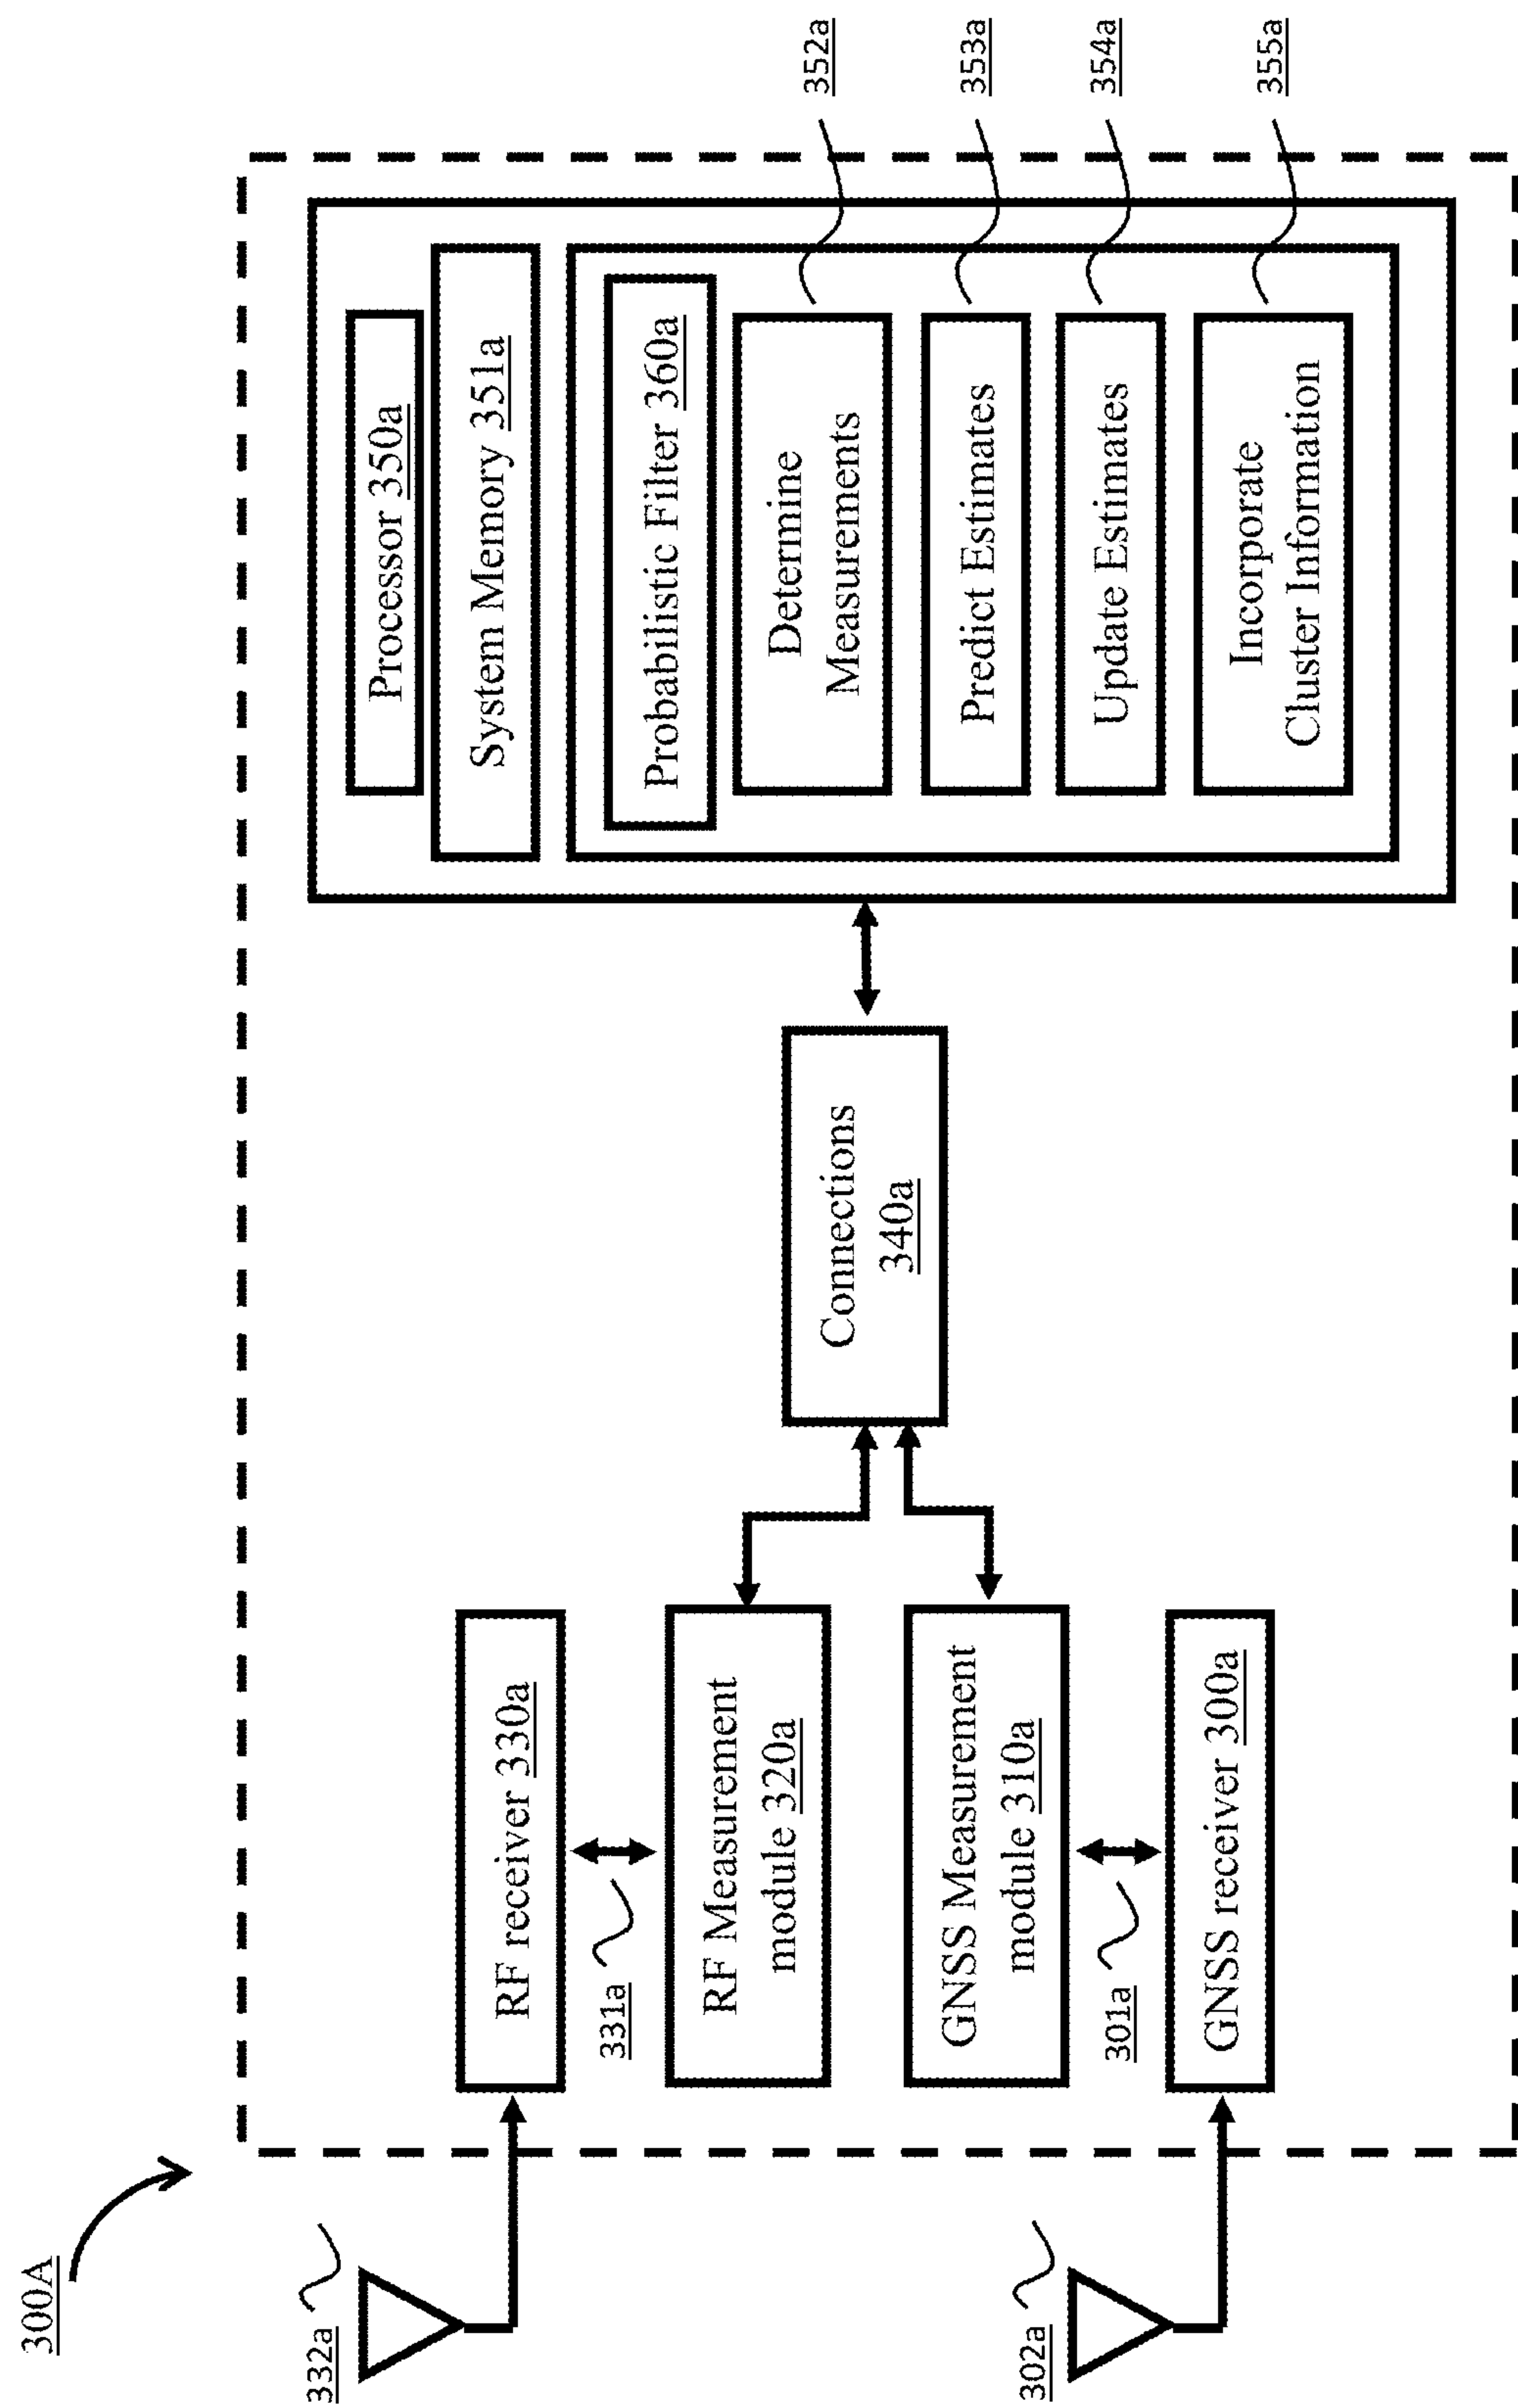 300A
332a
302a
RF receiver 330a
331a
RF Measurement
module 320a
GNSS Measurement
module 310a
301a
GNSS receiver 300a
Connections
340a
Processor 350a
System Memory 351a
Probabilistic Filter 360a
Determine
Measurements
Predict Estimates
Update Estimates
Incorporate
Cluster Information
352a
353a
354a
355a